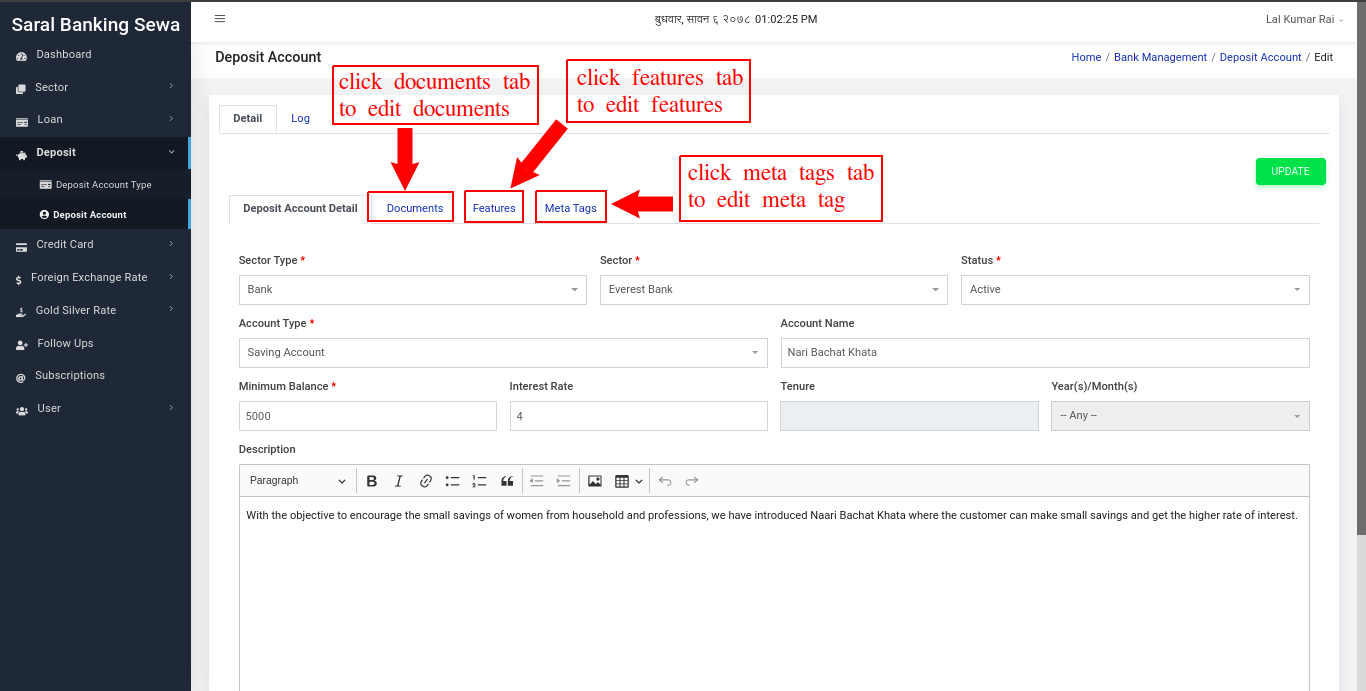 Saral Banking Sewa
बुधवार, सावन ६ २०७८ 01:02:25 PM
Lal Kumar Rai
Dashboard
Sector
Loan
Deposit
Deposit Account Type
Deposit Account
Credit Card
Foreign Exchange Rate
Gold Silver Rate
Follow Ups
Subscriptions
User
Deposit Account
Home / Bank Management / Deposit Account / Edit
click documents tab
to edit documents
click features tab
to edit features
Detail Log
click meta tags tab
to edit meta tag
UPDATE
Deposit Account Detail Documents Features Meta Tags
Sector Type * Sector * Status *
Bank Everest Bank Active
Account Type * Account Name
Saving Account Nari Bachat Khata
Minimum Balance * Interest Rate Tenure Year(s)/Month(s)
5000 4 -- Any --
Description
Paragraph
With the objective to encourage the small savings of women from household and professions, we have introduced Naari Bachat Khata where the customer can make small savings and get the higher rate of interest.